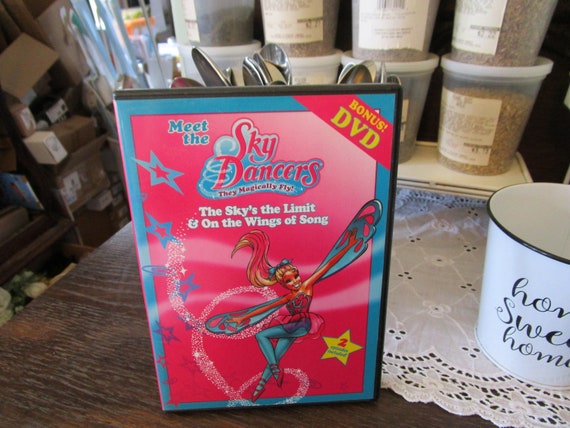 BONUS!
DVD
Meet
the
Sky
Dancers
They Magically Fly!
The Sky's the Limit
& On the Wings of Song
2
home
Sweet
home